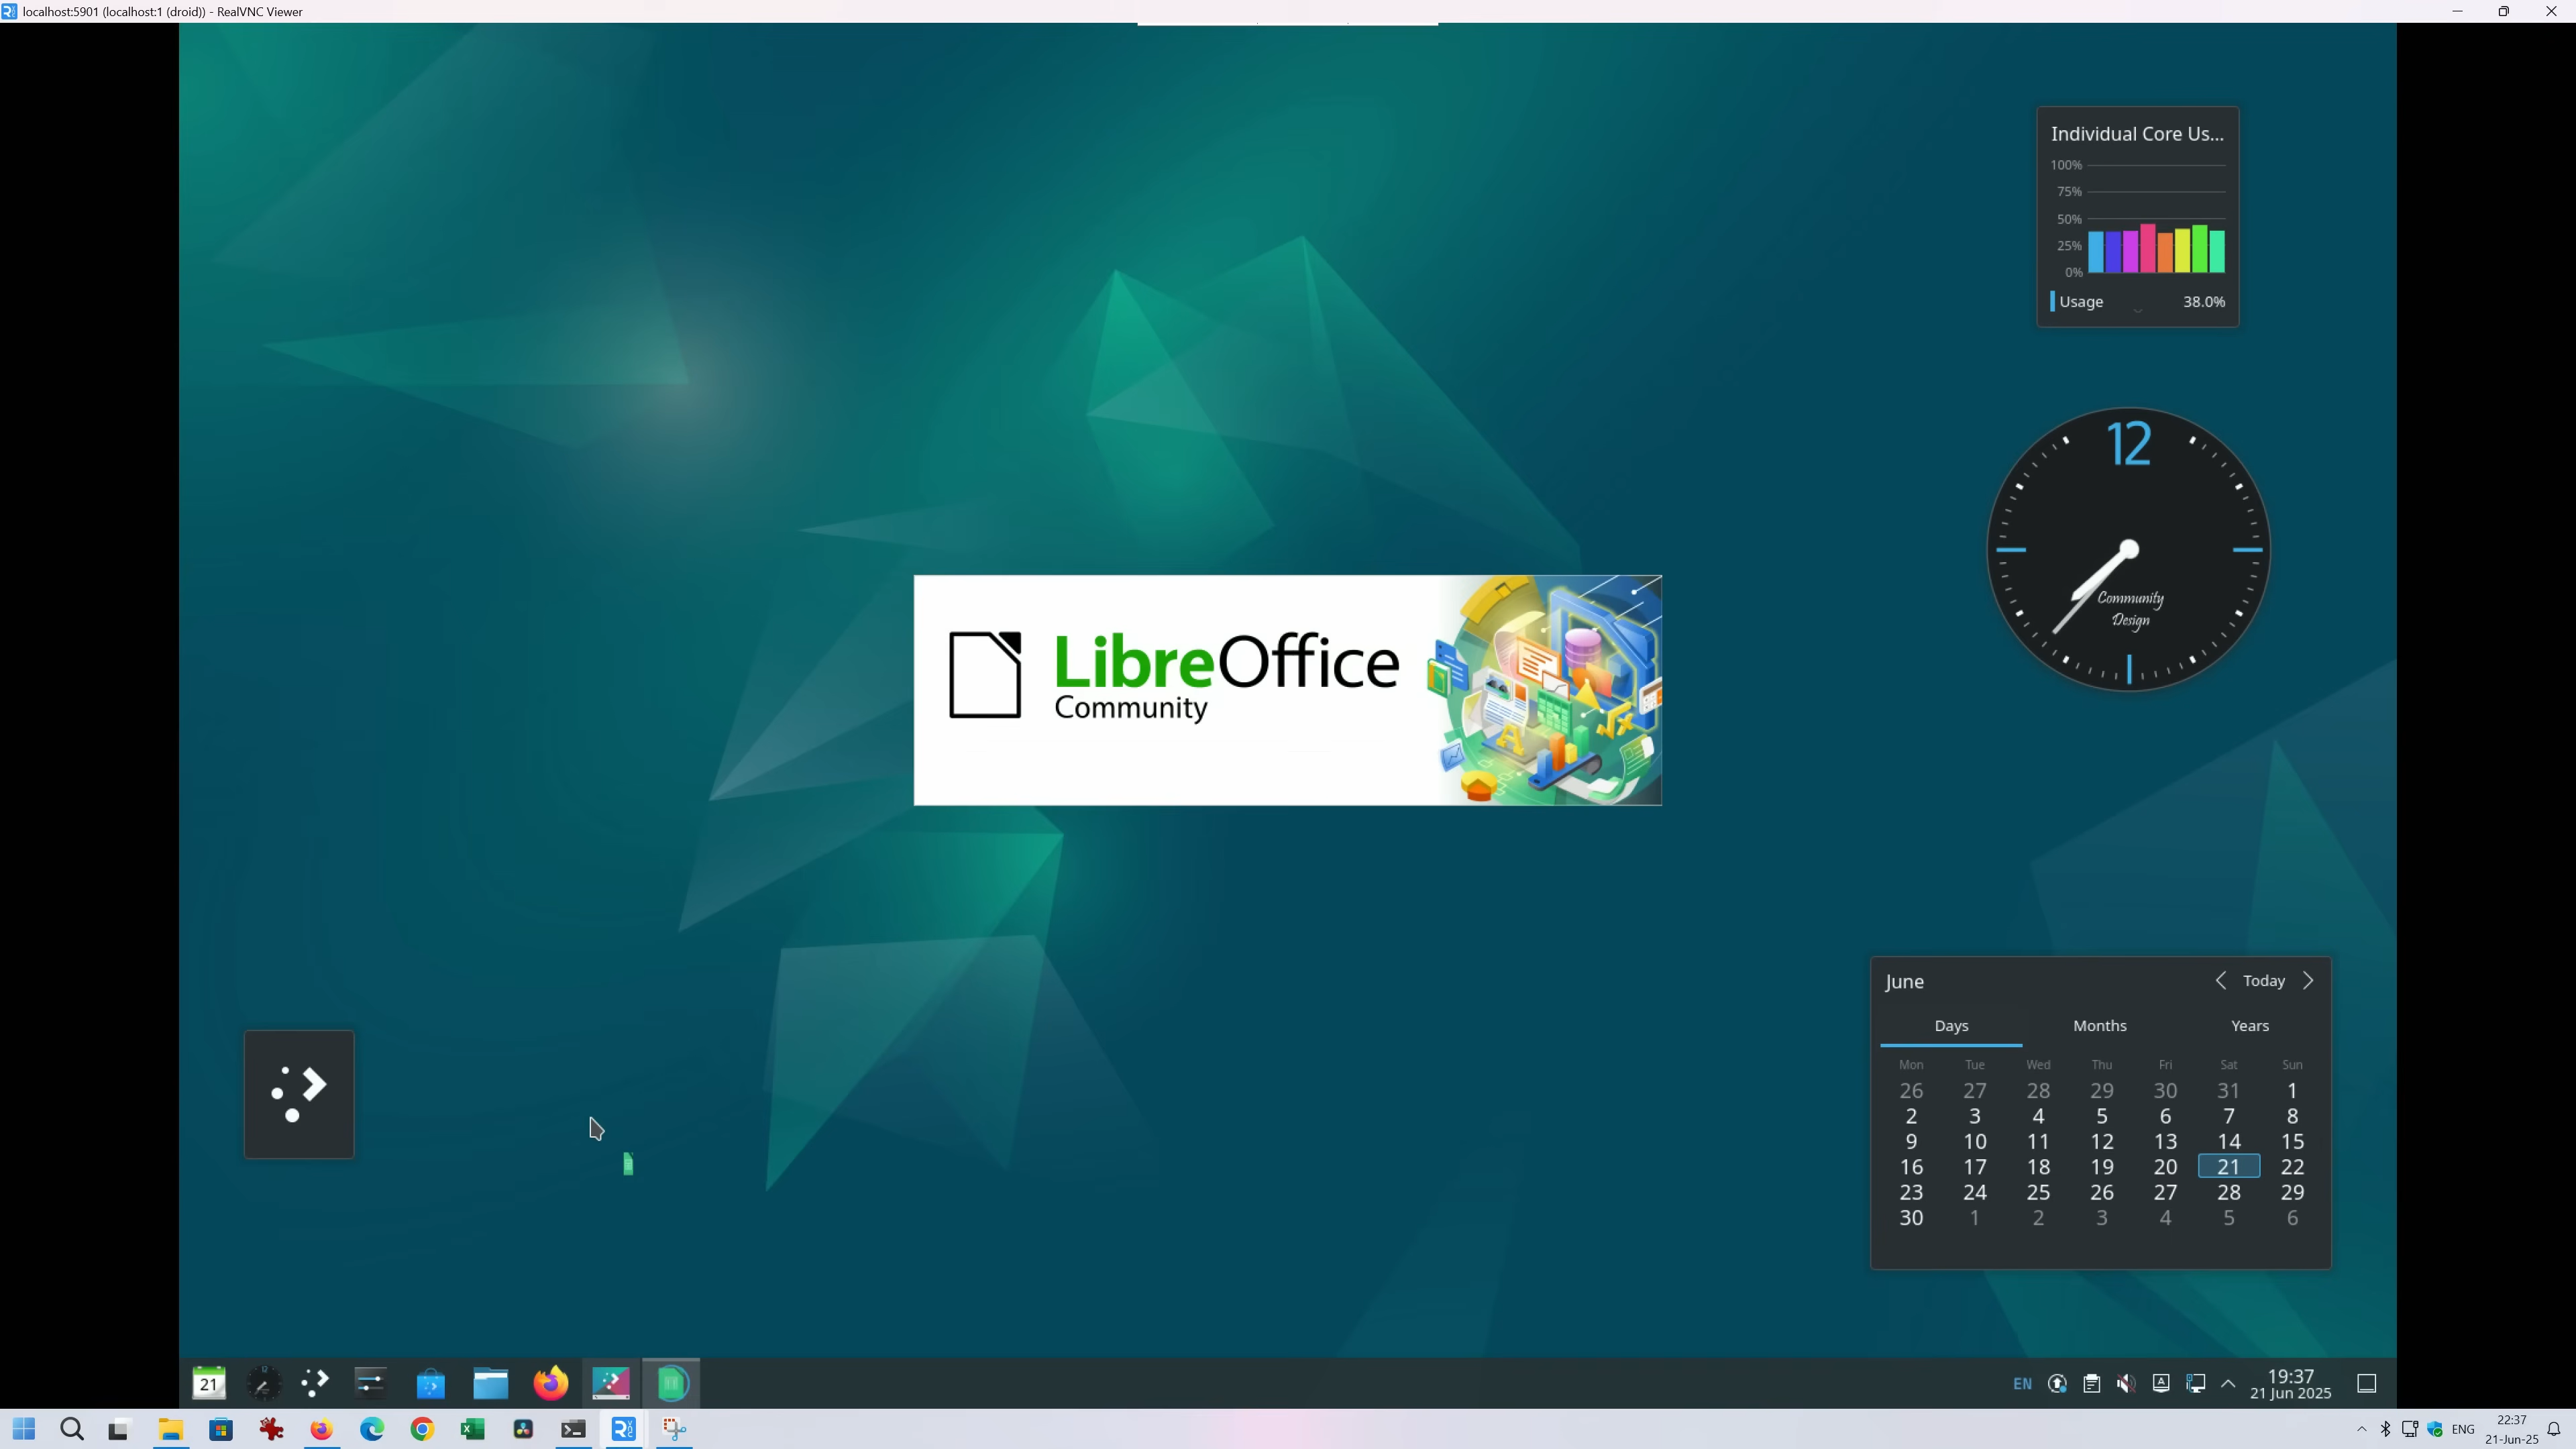 localhost:5901 (localhost:1 (droid)) - RealVNC Viewer
Individual Core Us...
100%
75%
50%
25%
0%
Usage 38.0%
12
Community
Design
LibreOffice
Community
June Today
Days Months Years
Mon Tue Wed Thu Fri Sat Sun
26 27 28 29 30 31 1
2 3 4 5 6 7 8
9 10 11 12 13 14 15
16 17 18 19 20 21 22
23 24 25 26 27 28 29
30 1 2 3 4 5 6
21
EN
19:37
21 Jun 2025
ENG
22:37
21-Jun-25